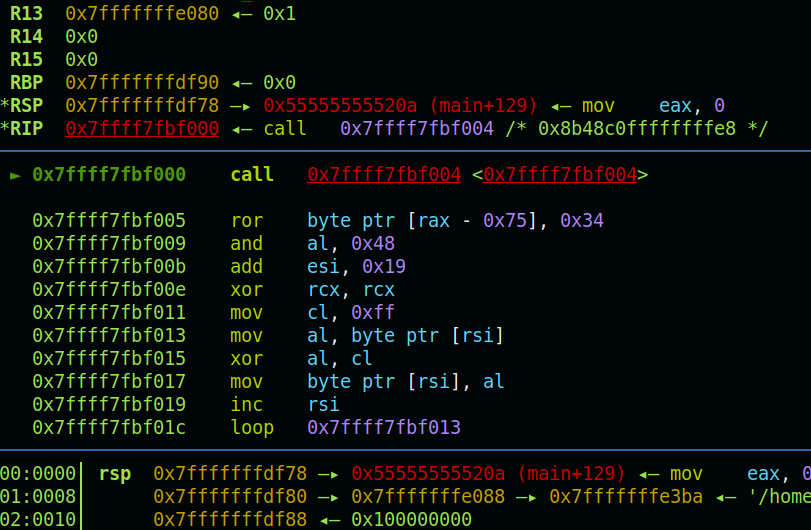 R13 0x7fffffffe080 ◂— 0x1
R14 0x0
R15 0x0
RBP 0x7fffffffdf90 ◂— 0x0
*RSP 0x7fffffffdf78 —▸ 0x55555555520a (main+129) ◂— mov eax, 0
*RIP 0x7ffff7fbf000 ◂— call 0x7ffff7fbf004 /* 0x8b48c0ffffffffe8 */
► 0x7ffff7fbf000 call 0x7ffff7fbf004 <0x7ffff7fbf004>
0x7ffff7fbf005 ror byte ptr [rax - 0x75], 0x34
0x7ffff7fbf009 and al, 0x48
0x7ffff7fbf00b add esi, 0x19
0x7ffff7fbf00e xor rcx, rcx
0x7ffff7fbf011 mov cl, 0xff
0x7ffff7fbf013 mov al, byte ptr [rsi]
0x7ffff7fbf015 xor al, cl
0x7ffff7fbf017 mov byte ptr [rsi], al
0x7ffff7fbf019 inc rsi
0x7ffff7fbf01c loop 0x7ffff7fbf013
00:0000│ rsp 0x7fffffffdf78 —▸ 0x55555555520a (main+129) ◂— mov eax, 0
01:0008│ 0x7fffffffdf80 —▸ 0x7fffffffe088 —▸ 0x7fffffffe3ba ◂— '/home
02:0010│ 0x7fffffffdf88 ◂— 0x100000000